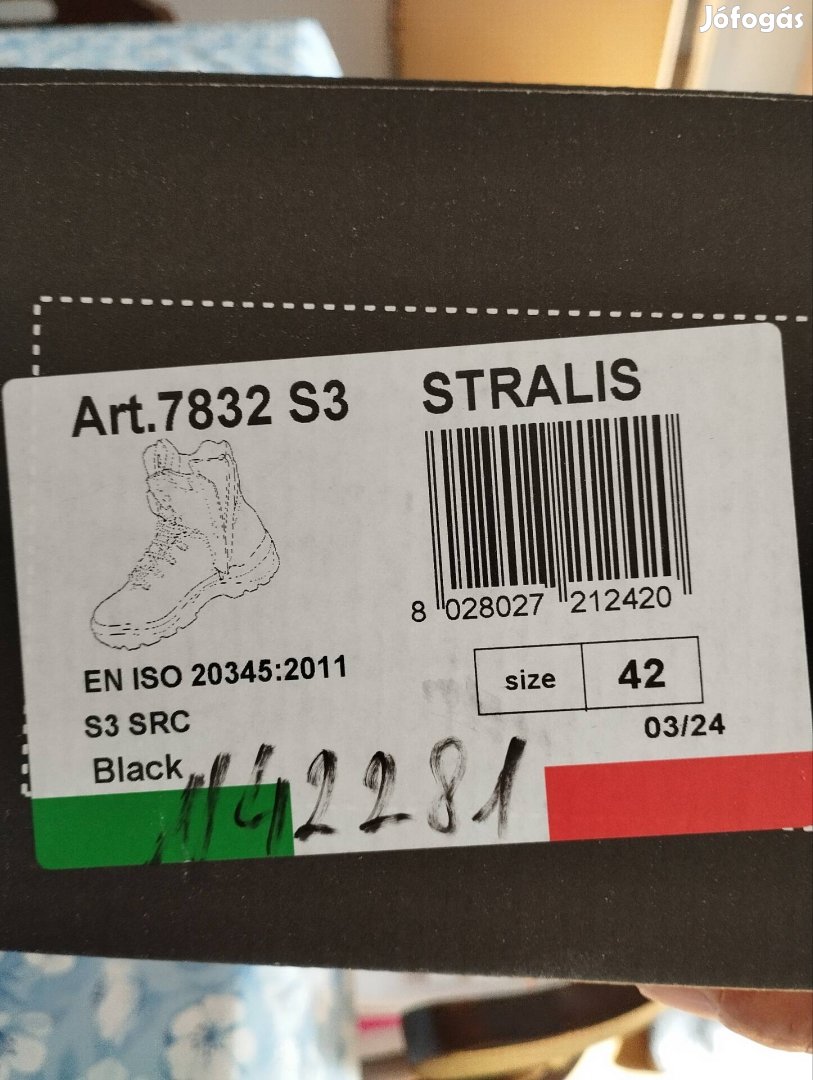 Jófogás
Art.7832 S3
STRALIS
8 028027 212420
EN ISO 20345:2011
size 42
S3 SRC
03/24
Black
142281